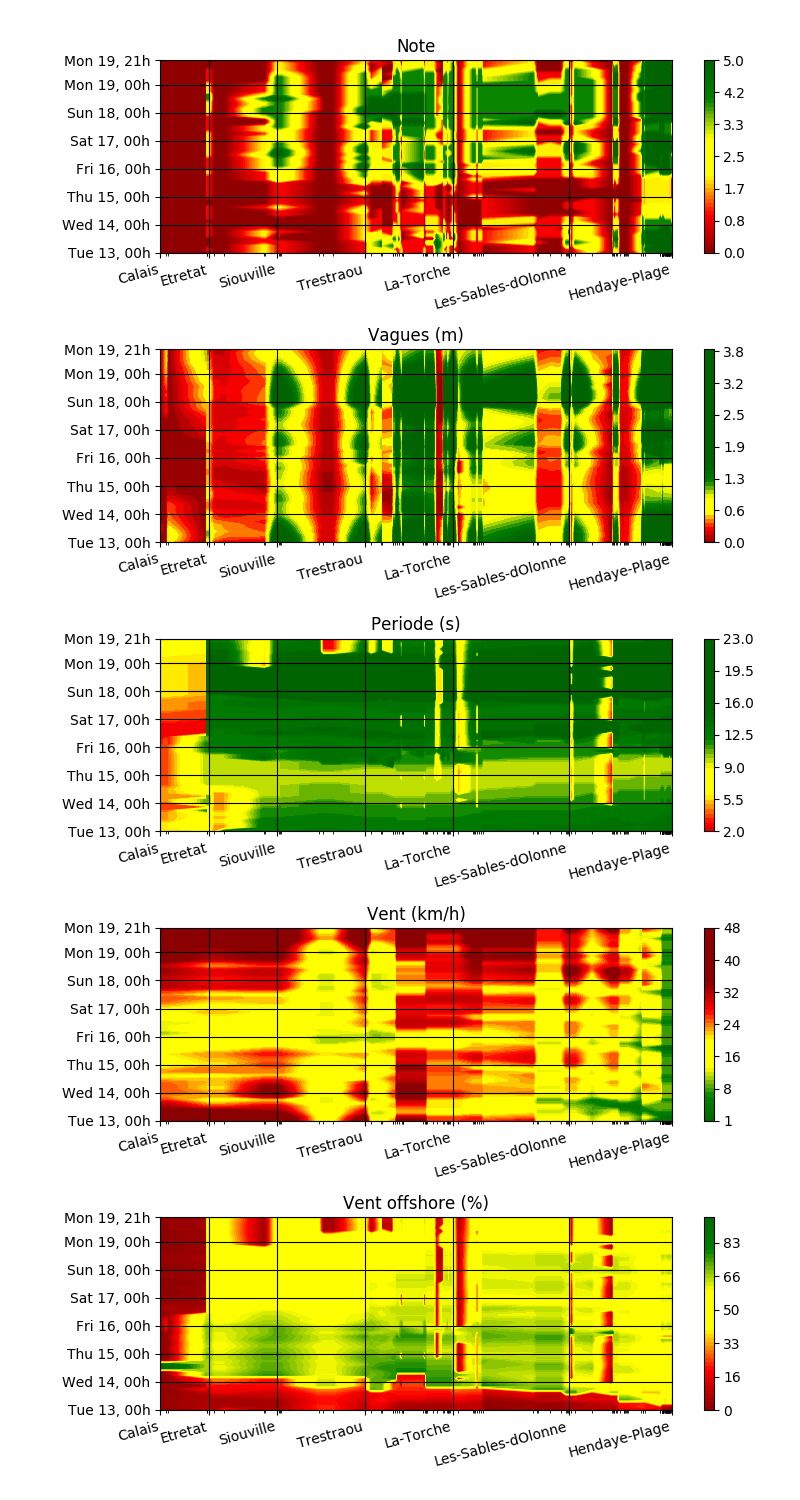 Note
Mon 19, 21h
Mon 19, 00h
Sun 18, 00h
Sat 17, 00h
Fri 16, 00h
Thu 15, 00h
Wed 14, 00h
Tue 13, 00h
Calais
Etretat
Siouville
Trestraou
La-Torche
Les-Sables-dOlonne
Hendaye-Plage
5.0
4.2
3.3
2.5
1.7
0.8
0.0
Vagues (m)
Mon 19, 21h
Mon 19, 00h
Sun 18, 00h
Sat 17, 00h
Fri 16, 00h
Thu 15, 00h
Wed 14, 00h
Tue 13, 00h
Calais
Etretat
Siouville
Trestraou
La-Torche
Les-Sables-dOlonne
Hendaye-Plage
3.8
3.2
2.5
1.9
1.3
0.6
0.0
Periode (s)
Mon 19, 21h
Mon 19, 00h
Sun 18, 00h
Sat 17, 00h
Fri 16, 00h
Thu 15, 00h
Wed 14, 00h
Tue 13, 00h
Calais
Etretat
Siouville
Trestraou
La-Torche
Les-Sables-dOlonne
Hendaye-Plage
23.0
19.5
16.0
12.5
9.0
5.5
2.0
Vent (km/h)
Mon 19, 21h
Mon 19, 00h
Sun 18, 00h
Sat 17, 00h
Fri 16, 00h
Thu 15, 00h
Wed 14, 00h
Tue 13, 00h
Calais
Etretat
Siouville
Trestraou
La-Torche
Les-Sables-dOlonne
Hendaye-Plage
48
40
32
24
16
8
1
Vent offshore (%)
Mon 19, 21h
Mon 19, 00h
Sun 18, 00h
Sat 17, 00h
Fri 16, 00h
Thu 15, 00h
Wed 14, 00h
Tue 13, 00h
Calais
Etretat
Siouville
Trestraou
La-Torche
Les-Sables-dOlonne
Hendaye-Plage
83
66
50
33
16
0